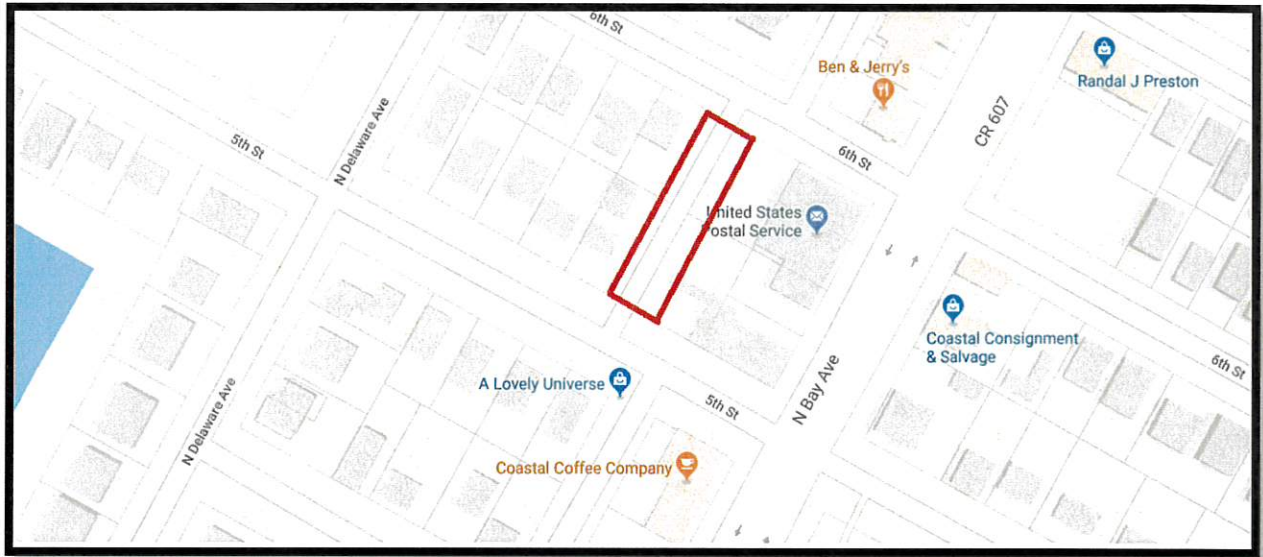 6th St
Ben & Jerry's
Randal J Preston
CR 607
5th St
N Delaware Ave
6th St
United States
Postal Service
Coastal Consignment
& Salvage
6th St
A Lovely Universe
5th St
N Bay Ave
N Delaware Ave
Coastal Coffee Company